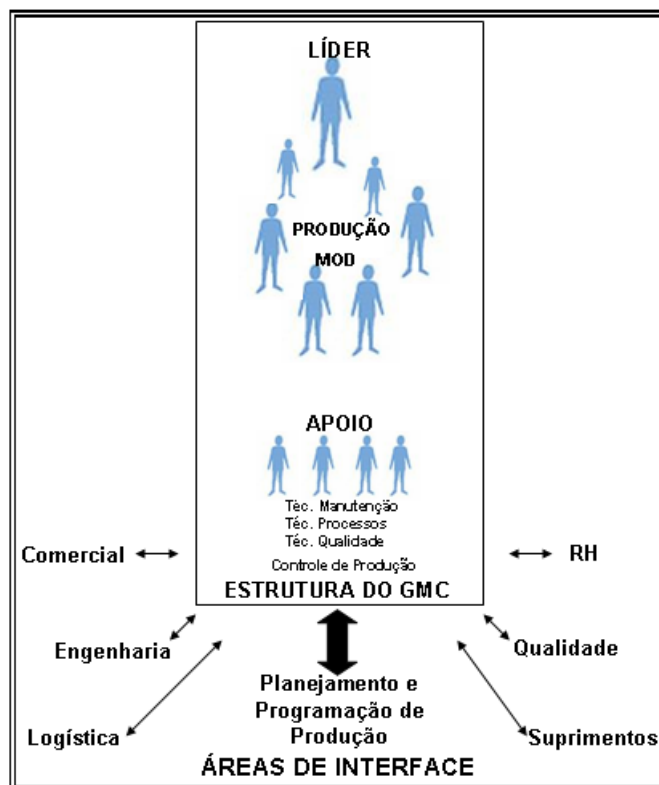 LÍDER
PRODUÇÃO
MOD
APOIO
Téc. Manutenção
Téc. Processos
Téc. Qualidade
Controle de Produção
ESTRUTURA DO GMC
Comercial
RH
Engenharia
Qualidade
Planejamento e
Programação de
Produção
Logística
Suprimentos
ÁREAS DE INTERFACE